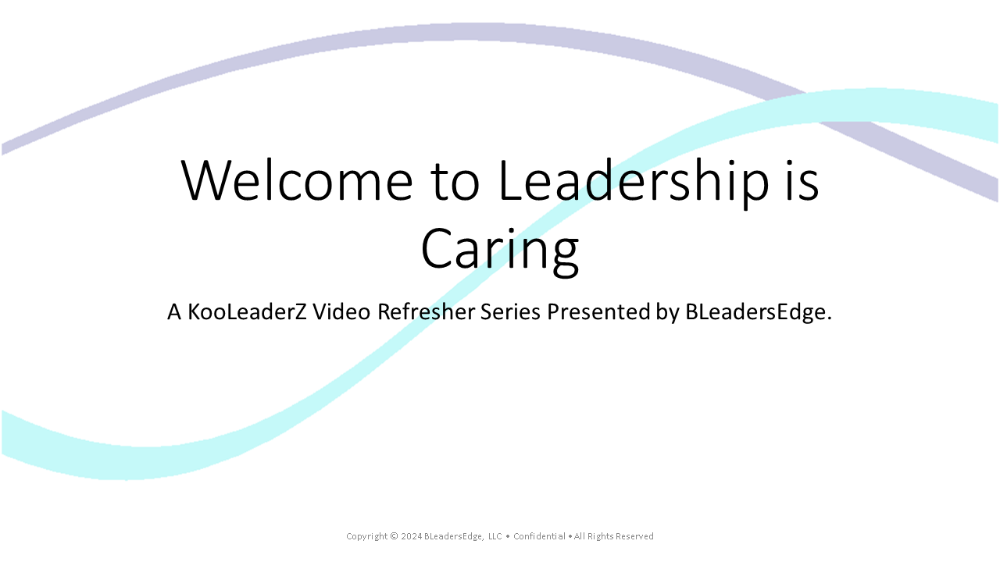 Welcome to Leadership is
Caring
A KooLeaderZ Video Refresher Series Presented by BLeadersEdge.
Copyright © 2024 BLeadersEdge, LLC • Confidential • All Rights Reserved